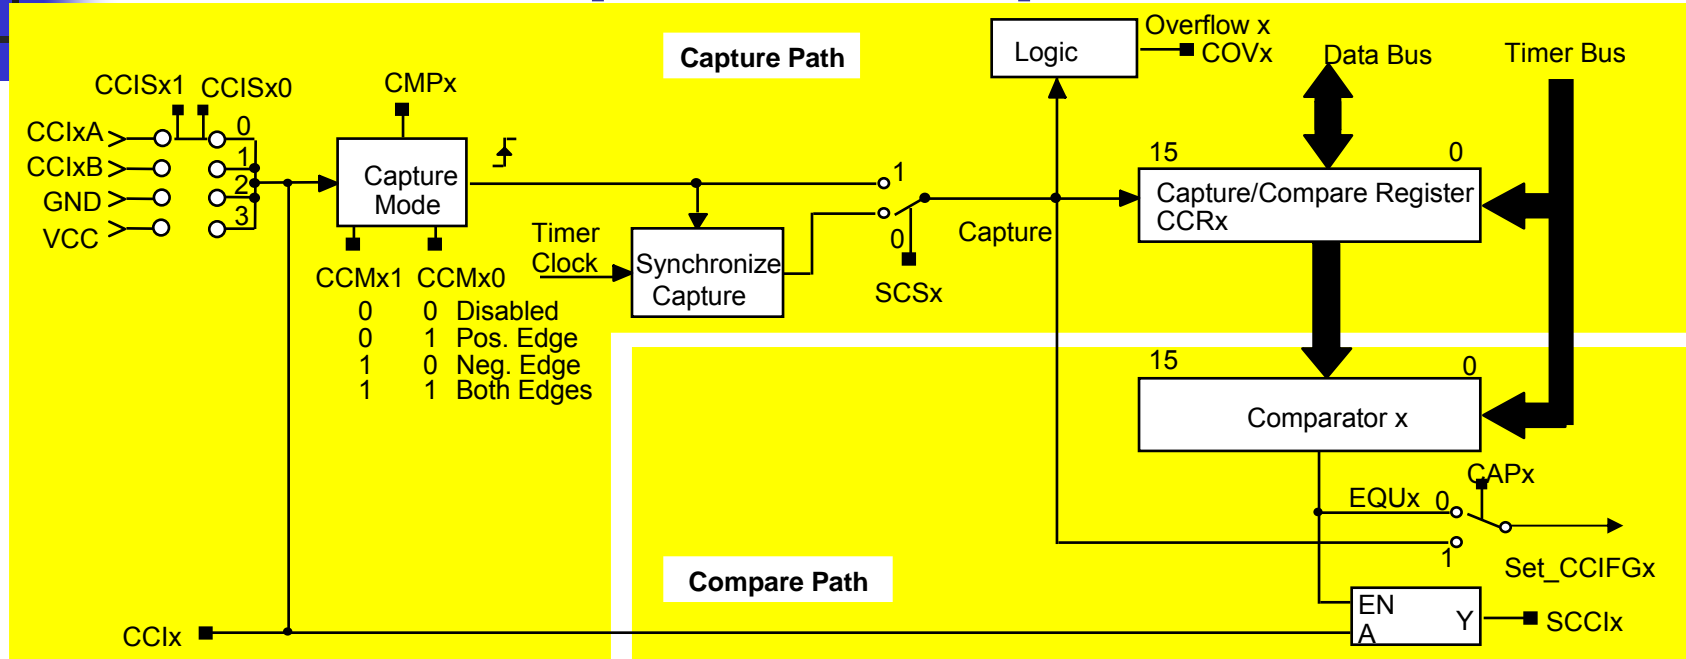 Capture Path
Overflow x
COVx
Logic
Data Bus
Timer Bus
CCISx1 CCISx0
CMPx
CCIxA
CCIxB
GND
VCC
0
1
2
3
Capture
Mode
CCMx1 CCMx0
0 0 Disabled
0 1 Pos. Edge
1 0 Neg. Edge
1 1 Both Edges
Timer
Clock
Synchronize
Capture
1
0
SCSx
Capture
15 0
Capture/Compare Register
CCRx
15 0
Comparator x
CAPx
EQUx 0
1
Set_CCIFGx
Compare Path
EN
A
Y
SCCIx
CCIx